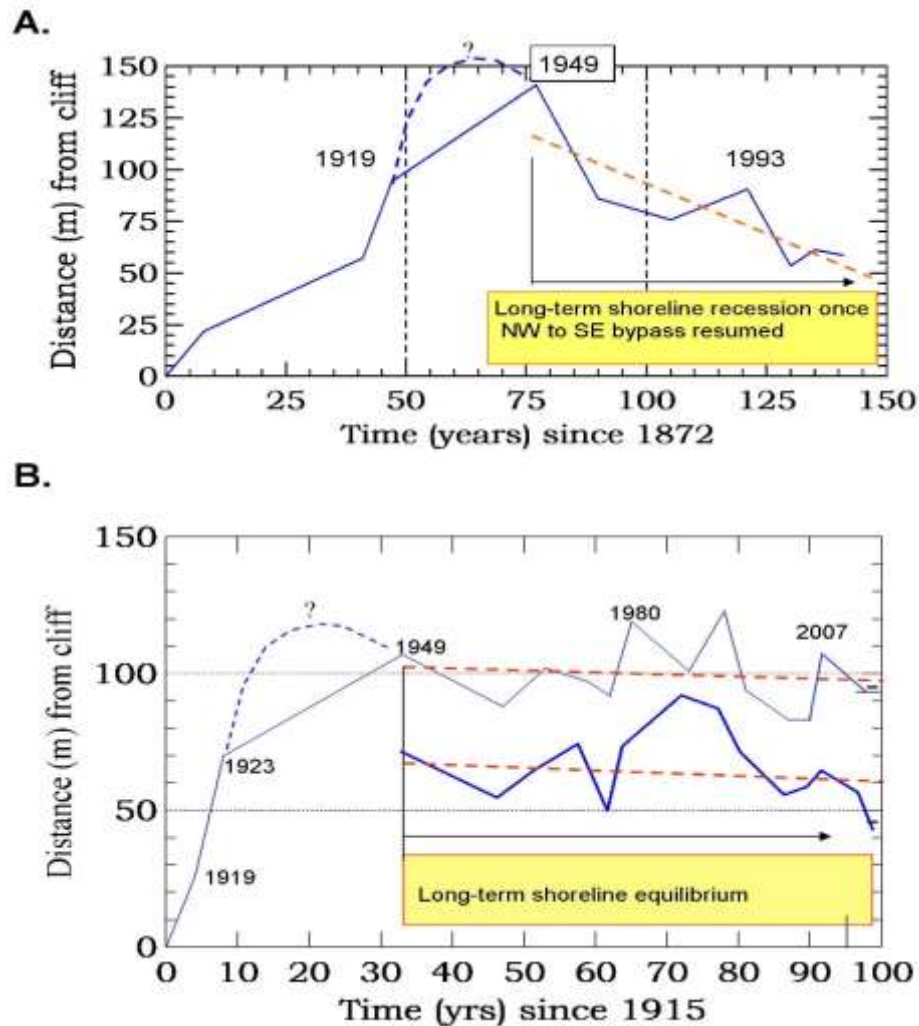 A.
?
1949
150
125
100
75
50
25
0
1919
1993
Long-term shoreline recession once
NW to SE bypass resumed
0 25 50 75 100 125 150
Time (years) since 1872
Distance (m) from cliff
B.
150
100
50
0
?
1949
1980
2007
1923
1919
Long-term shoreline equilibrium
0 10 20 30 40 50 60 70 80 90 100
Time (yrs) since 1915
Distance (m) from cliff